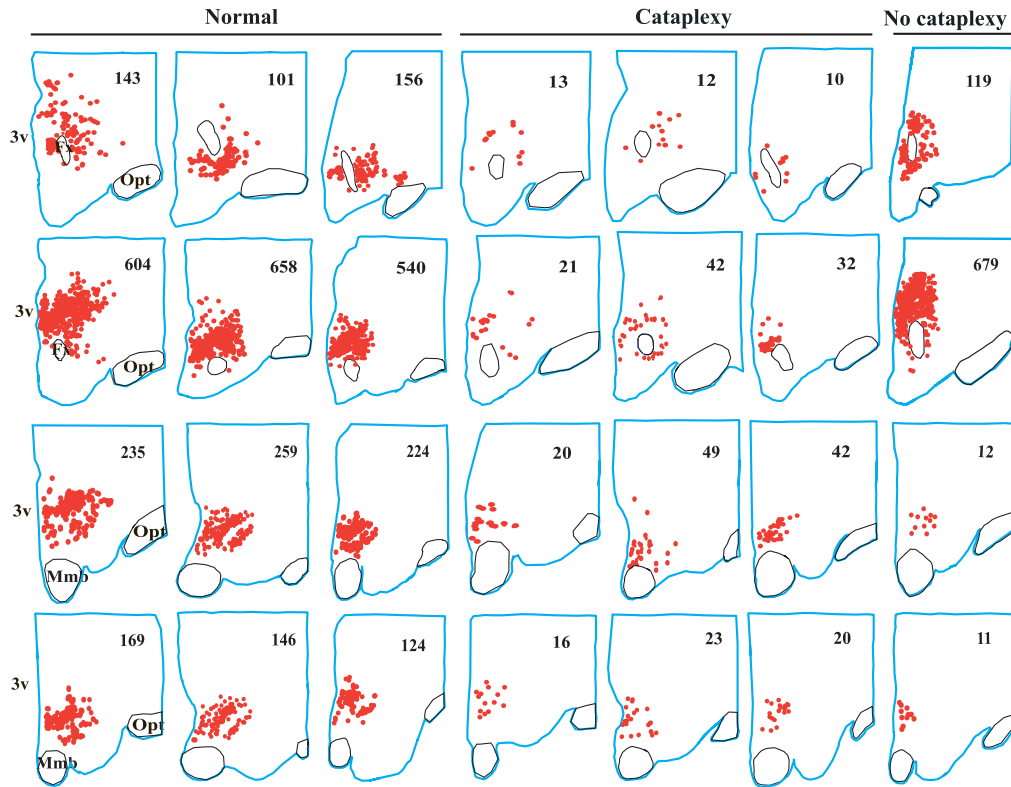 Normal Cataplexy No cataplexy
143 101 156 13 12 10 119
3v
Fx
Opt
604 658 540 21 42 32 679
3v
Fx
Opt
235 259 224 20 49 42 12
3v
Opt
Mmb
169 146 124 16 23 20 11
3v
Opt
Mmb